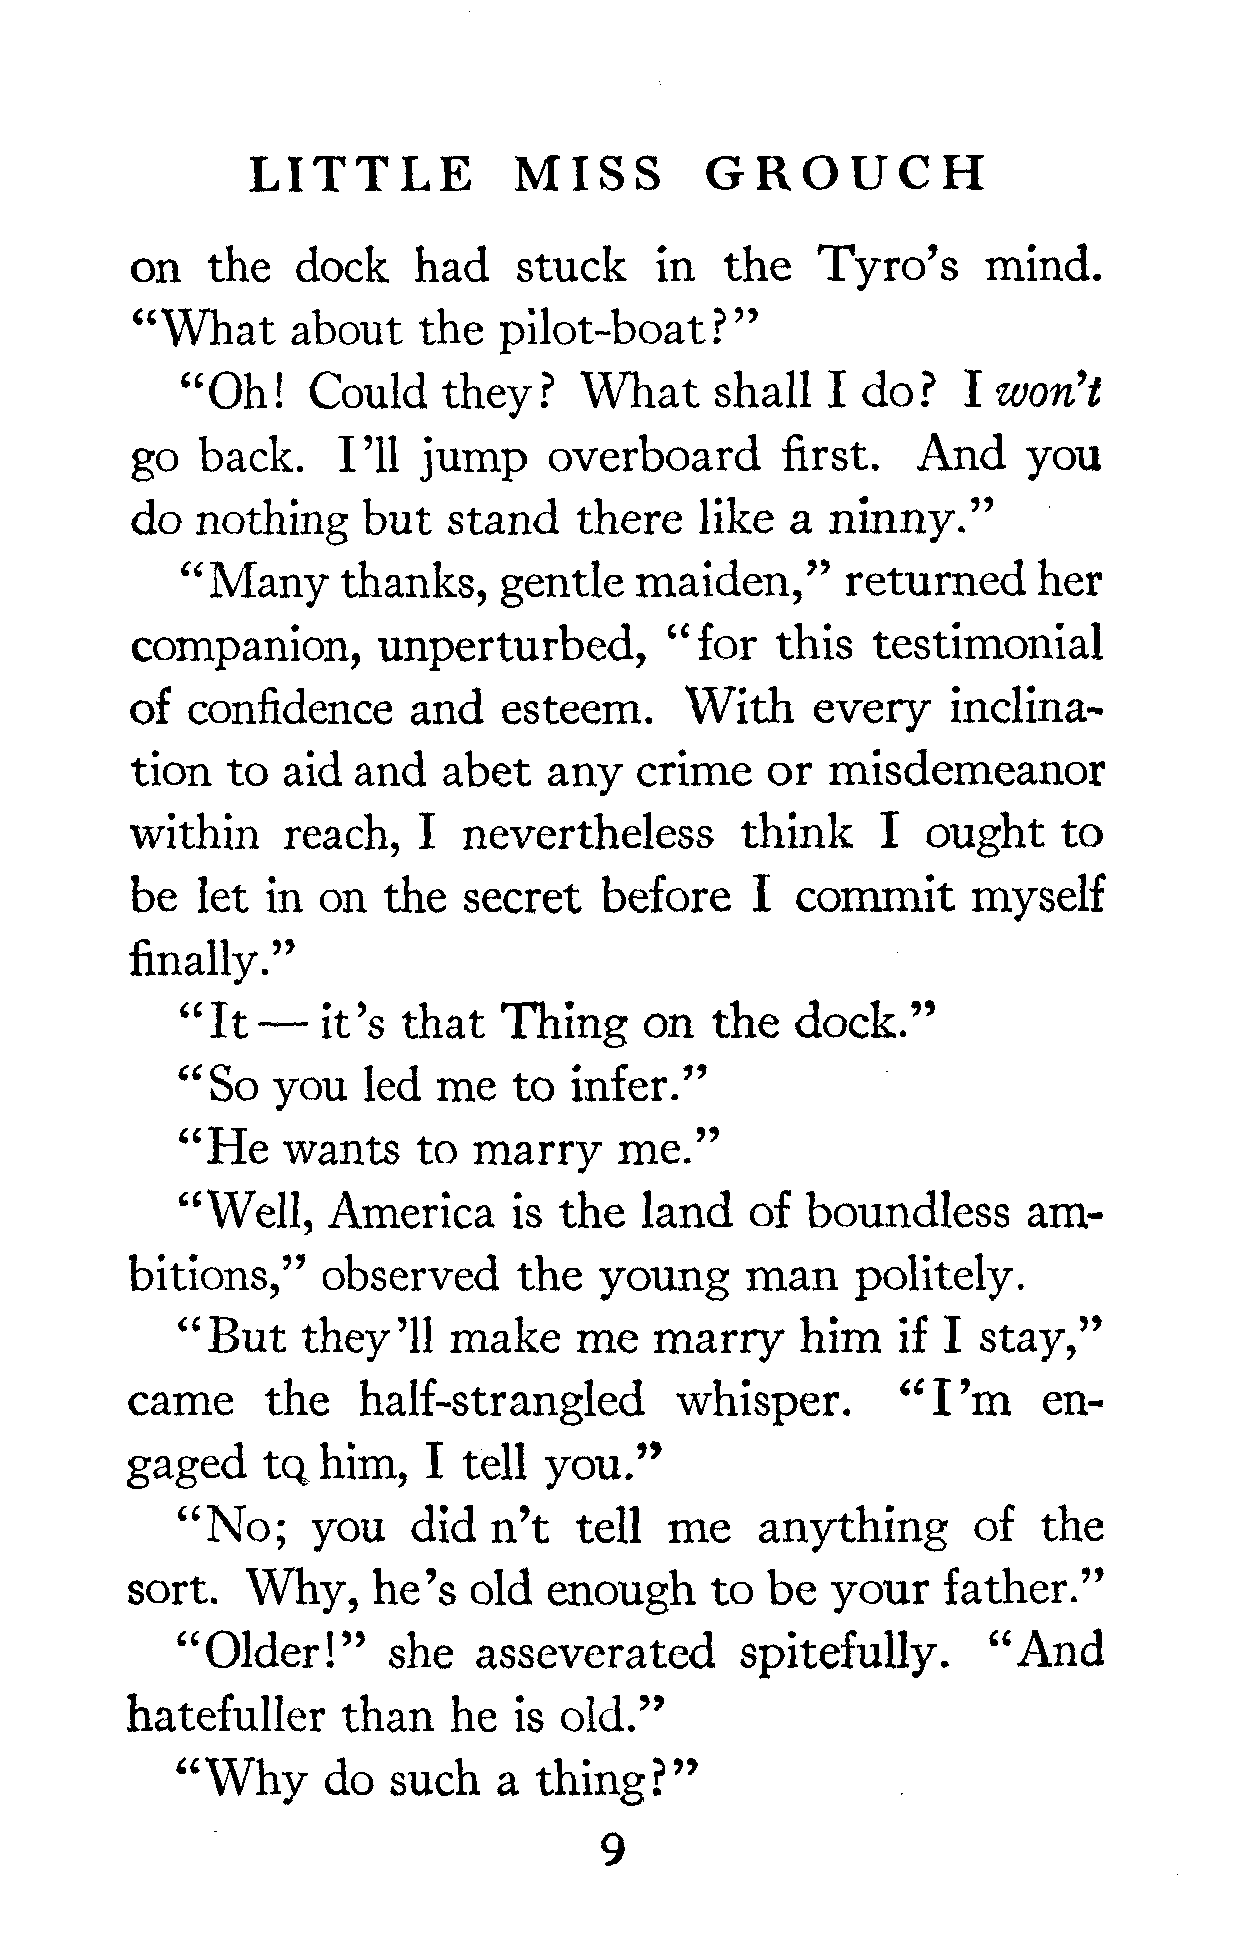 LITTLE MISS GROUCH
on the dock had stuck in the Tyro's mind.
“What about the pilot-boat?”
“Oh! Could they? What shall I do? I won't
go back. I'll jump overboard first. And you
do nothing but stand there like a ninny.”
“Many thanks, gentle maiden,” returned her
companion, unperturbed, “for this testimonial
of confidence and esteem. With every inclina-
tion to aid and abet any crime or misdemeanor
within reach, I nevertheless think I ought to
be let in on the secret before I commit myself
finally.”
“It — it's that Thing on the dock.”
“So you led me to infer.”
“He wants to marry me.”
“Well, America is the land of boundless am-
bitions,” observed the young man politely.
“But they'll make me marry him if I stay,”
came the half-strangled whisper. “I'm en-
gaged to him, I tell you.”
“No; you did n't tell me anything of the
sort. Why, he's old enough to be your father.”
“Older!” she asseverated spitefully. “And
hatefuller than he is old.”
“Why do such a thing?”
9